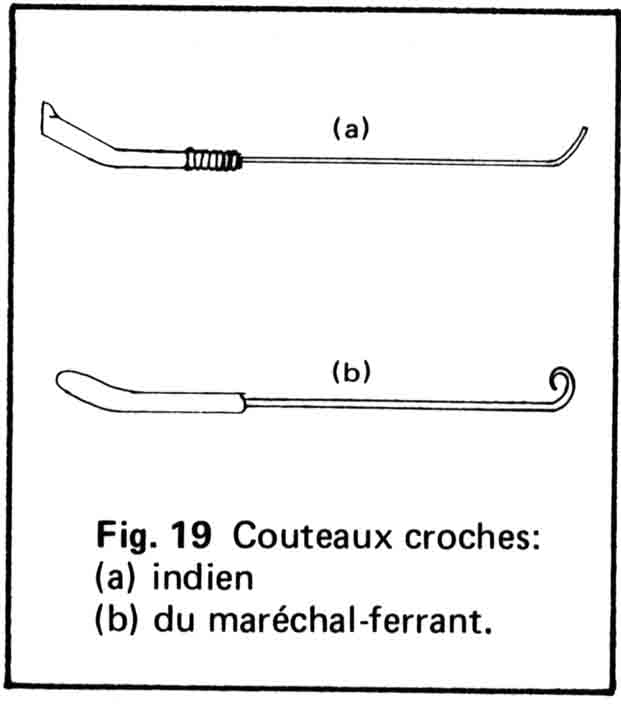 (a)
(b)
Fig. 19 Couteaux croches:
(a) indien
(b) du maréchal-ferrant.